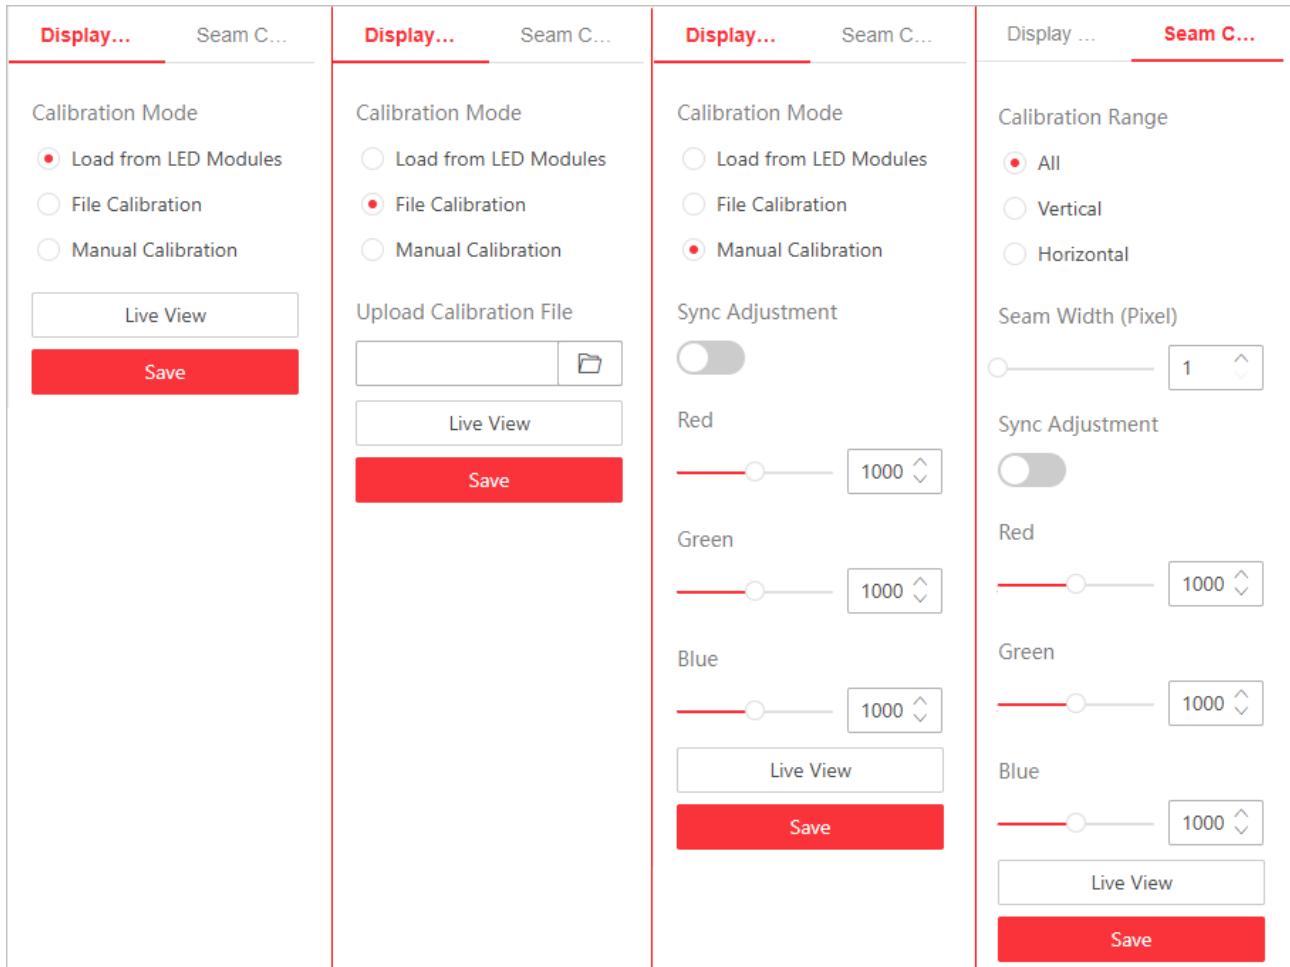 Display...
Seam C...
Calibration Mode
Load from LED Modules
File Calibration
Manual Calibration
Live View
Save
Display...
Seam C...
Calibration Mode
Load from LED Modules
File Calibration
Manual Calibration
Upload Calibration File
Live View
Save
Display...
Seam C...
Calibration Mode
Load from LED Modules
File Calibration
Manual Calibration
Sync Adjustment
Red
1000
Green
1000
Blue
1000
Live View
Save
Display ...
Seam C...
Calibration Range
All
Vertical
Horizontal
Seam Width (Pixel)
1
Sync Adjustment
Red
1000
Green
1000
Blue
1000
Live View
Save